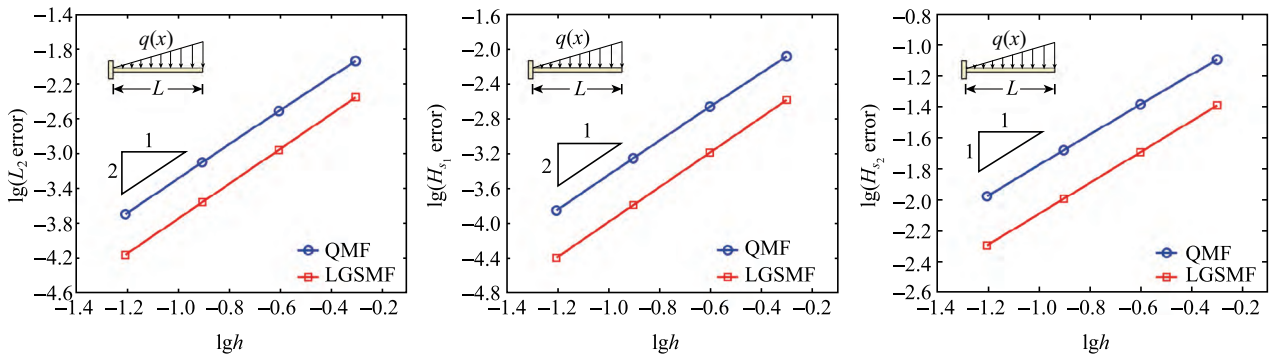 lg(L₂ error)
−1.4
−1.8
−2.2
−2.6
−3.0
−3.4
−3.8
−4.2
−4.6
q(x)
L
1
2
QMF
LGSMF
−1.4 −1.2 −1.0 −0.8 −0.6 −0.4 −0.2
lgh
lg(Hₛ₁ error)
−1.6
−2.0
−2.4
−2.8
−3.2
−3.6
−4.0
−4.4
−4.8
q(x)
L
1
2
QMF
LGSMF
−1.4 −1.2 −1.0 −0.8 −0.6 −0.4 −0.2
lgh
lg(Hₛ₂ error)
−0.8
−1.0
−1.2
−1.4
−1.6
−1.8
−2.0
−2.2
−2.4
−2.6
q(x)
L
1
1
QMF
LGSMF
−1.4 −1.2 −1.0 −0.8 −0.6 −0.4 −0.2
lgh